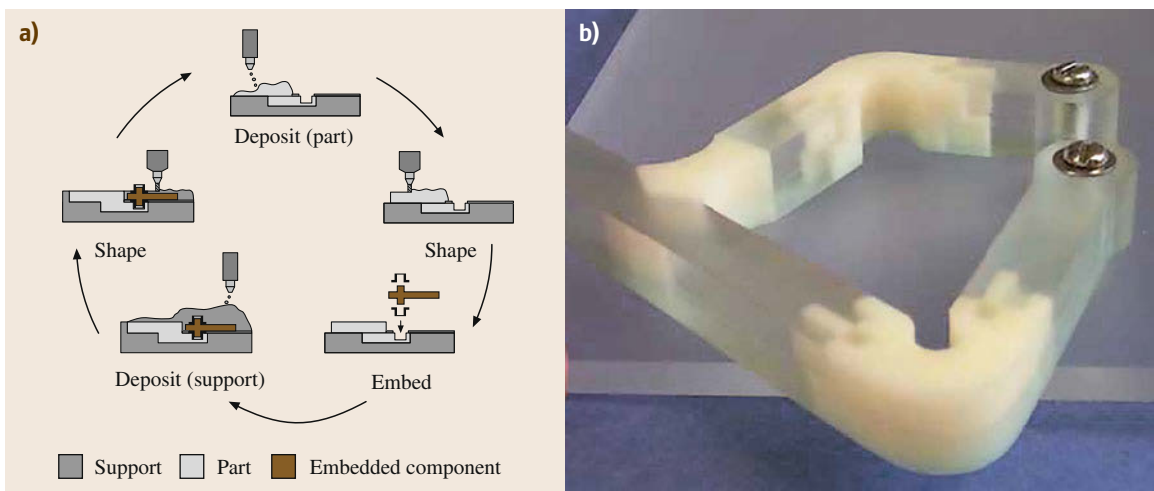 a)
Deposit (part)
Shape
Shape
Deposit (support)
Embed
Support
Part
Embedded component
b)